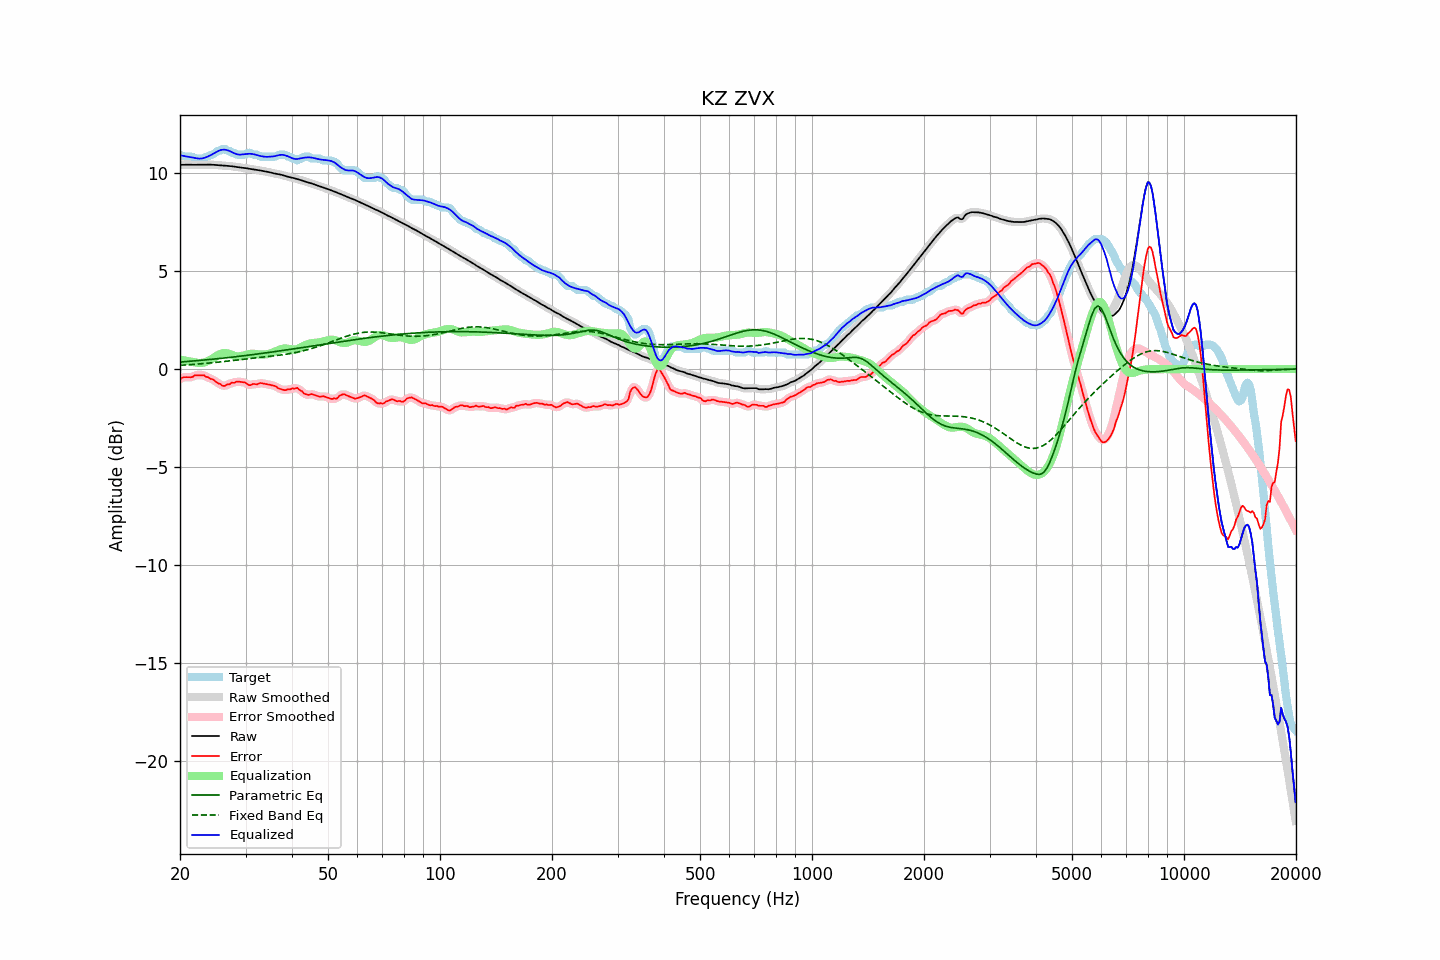 KZ ZVX
10
5
0
−5
−10
−15
−20
Amplitude (dBr)
Target
Raw Smoothed
Error Smoothed
Raw
Error
Equalization
Parametric Eq
Fixed Band Eq
Equalized
20 50 100 200 500 1000 2000 5000 10000 20000
Frequency (Hz)